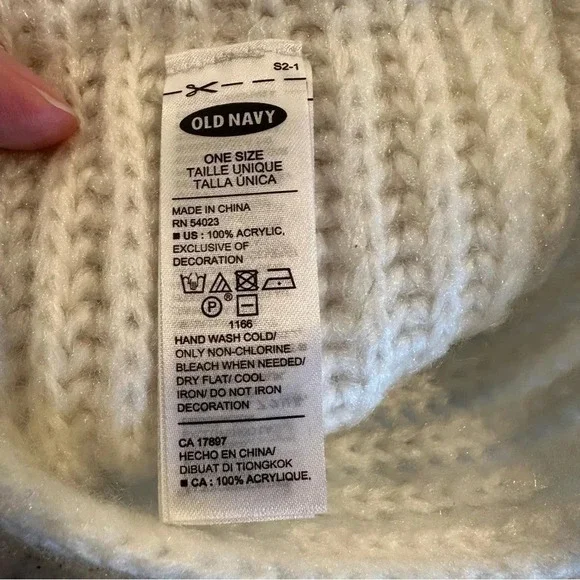 S2-1
OLD NAVY
ONE SIZE
TAILLE UNIQUE
TALLA ÚNICA
MADE IN CHINA
RN 54023
■ US : 100% ACRYLIC,
EXCLUSIVE OF
DECORATION
P ®
1166
HAND WASH COLD/
ONLY NON-CHLORINE
BLEACH WHEN NEEDED/
DRY FLAT/ COOL
IRON/ DO NOT IRON
DECORATION
CA 17897
HECHO EN CHINA/
DIBUAT DI TIONGKOK
■ CA : 100% ACRYLIQUE,